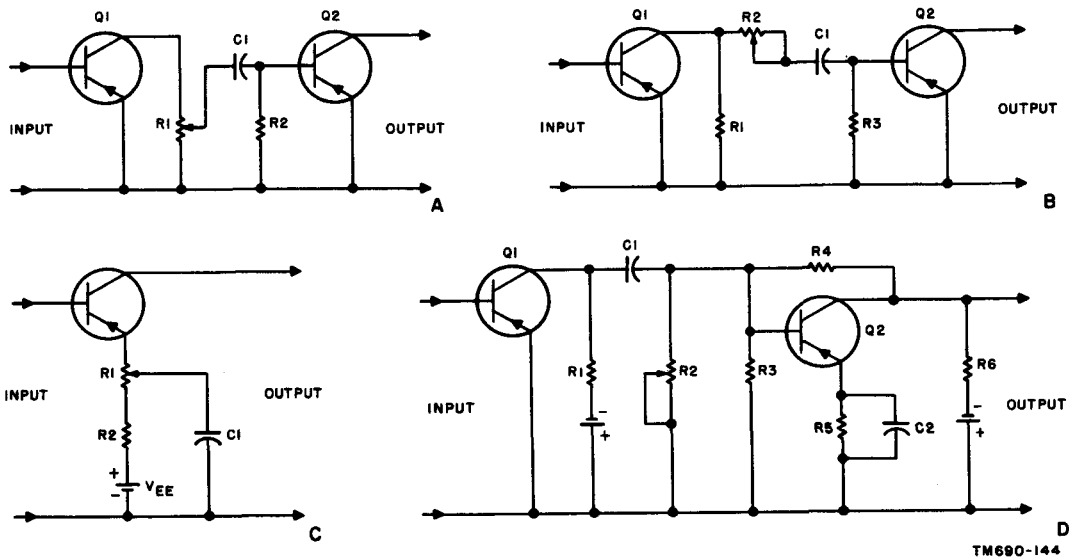 Q1
Q2
C1
R1
R2
INPUT
OUTPUT
A
Q1
R2
C1
Q2
INPUT
R1
R3
OUTPUT
B
R1
INPUT
OUTPUT
R2
C1
+
-
VEE
C
Q1
C1
R4
Q2
R1
R2
R3
R6
INPUT
-
+
R5
C2
-
+
OUTPUT
D
TM690-144